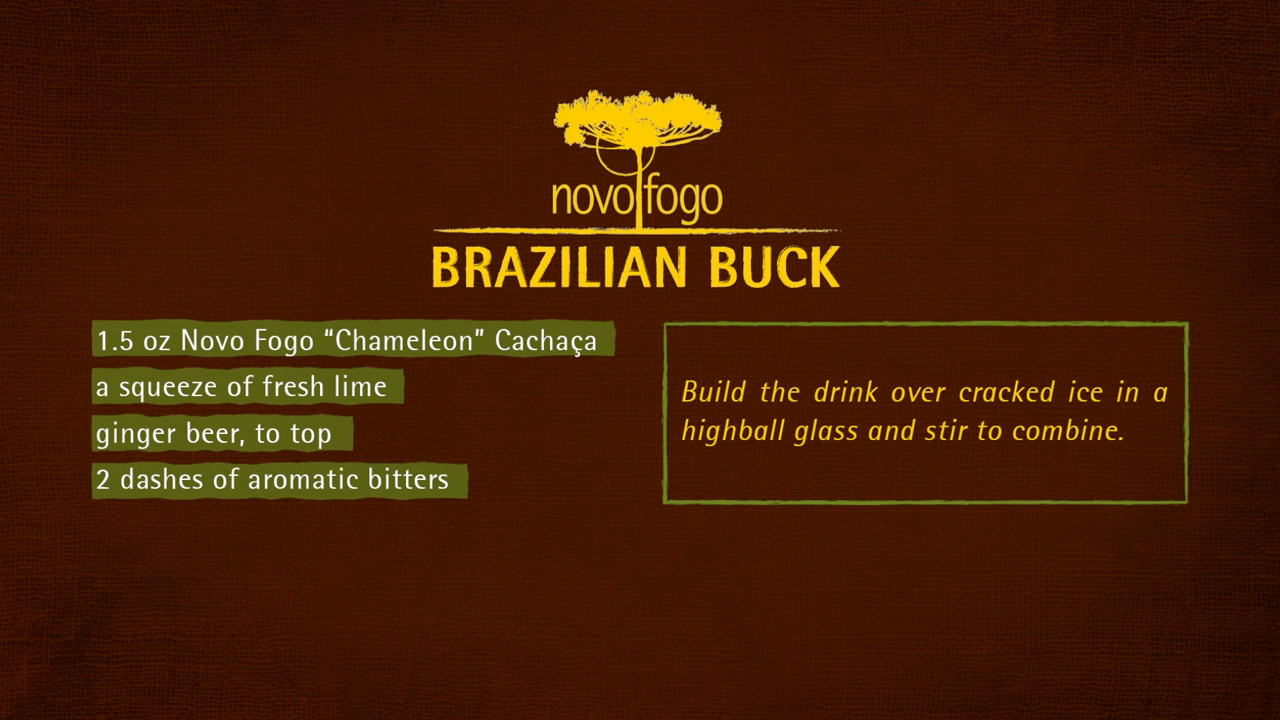 novo fogo
BRAZILIAN BUCK
1.5 oz Novo Fogo “Chameleon” Cachaça
a squeeze of fresh lime
ginger beer, to top
2 dashes of aromatic bitters
Build the drink over cracked ice in a
highball glass and stir to combine.